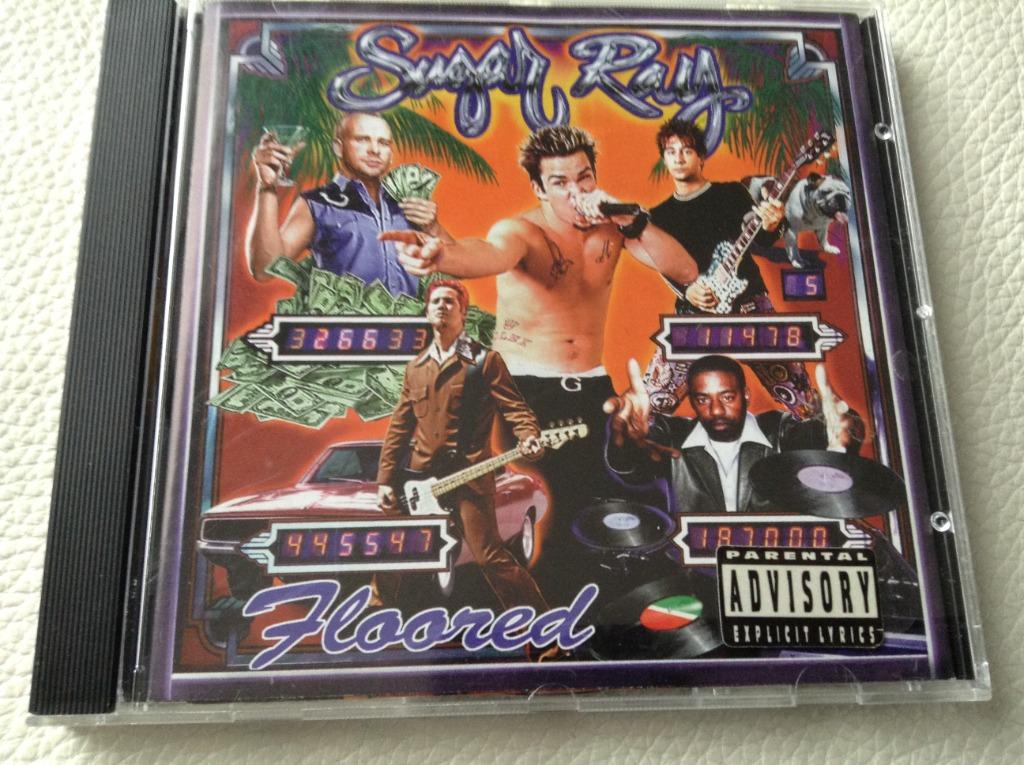 Sugar Ray
5
326633
11478
445547
187000
Floored
PARENTAL
ADVISORY
EXPLICIT LYRICS
G